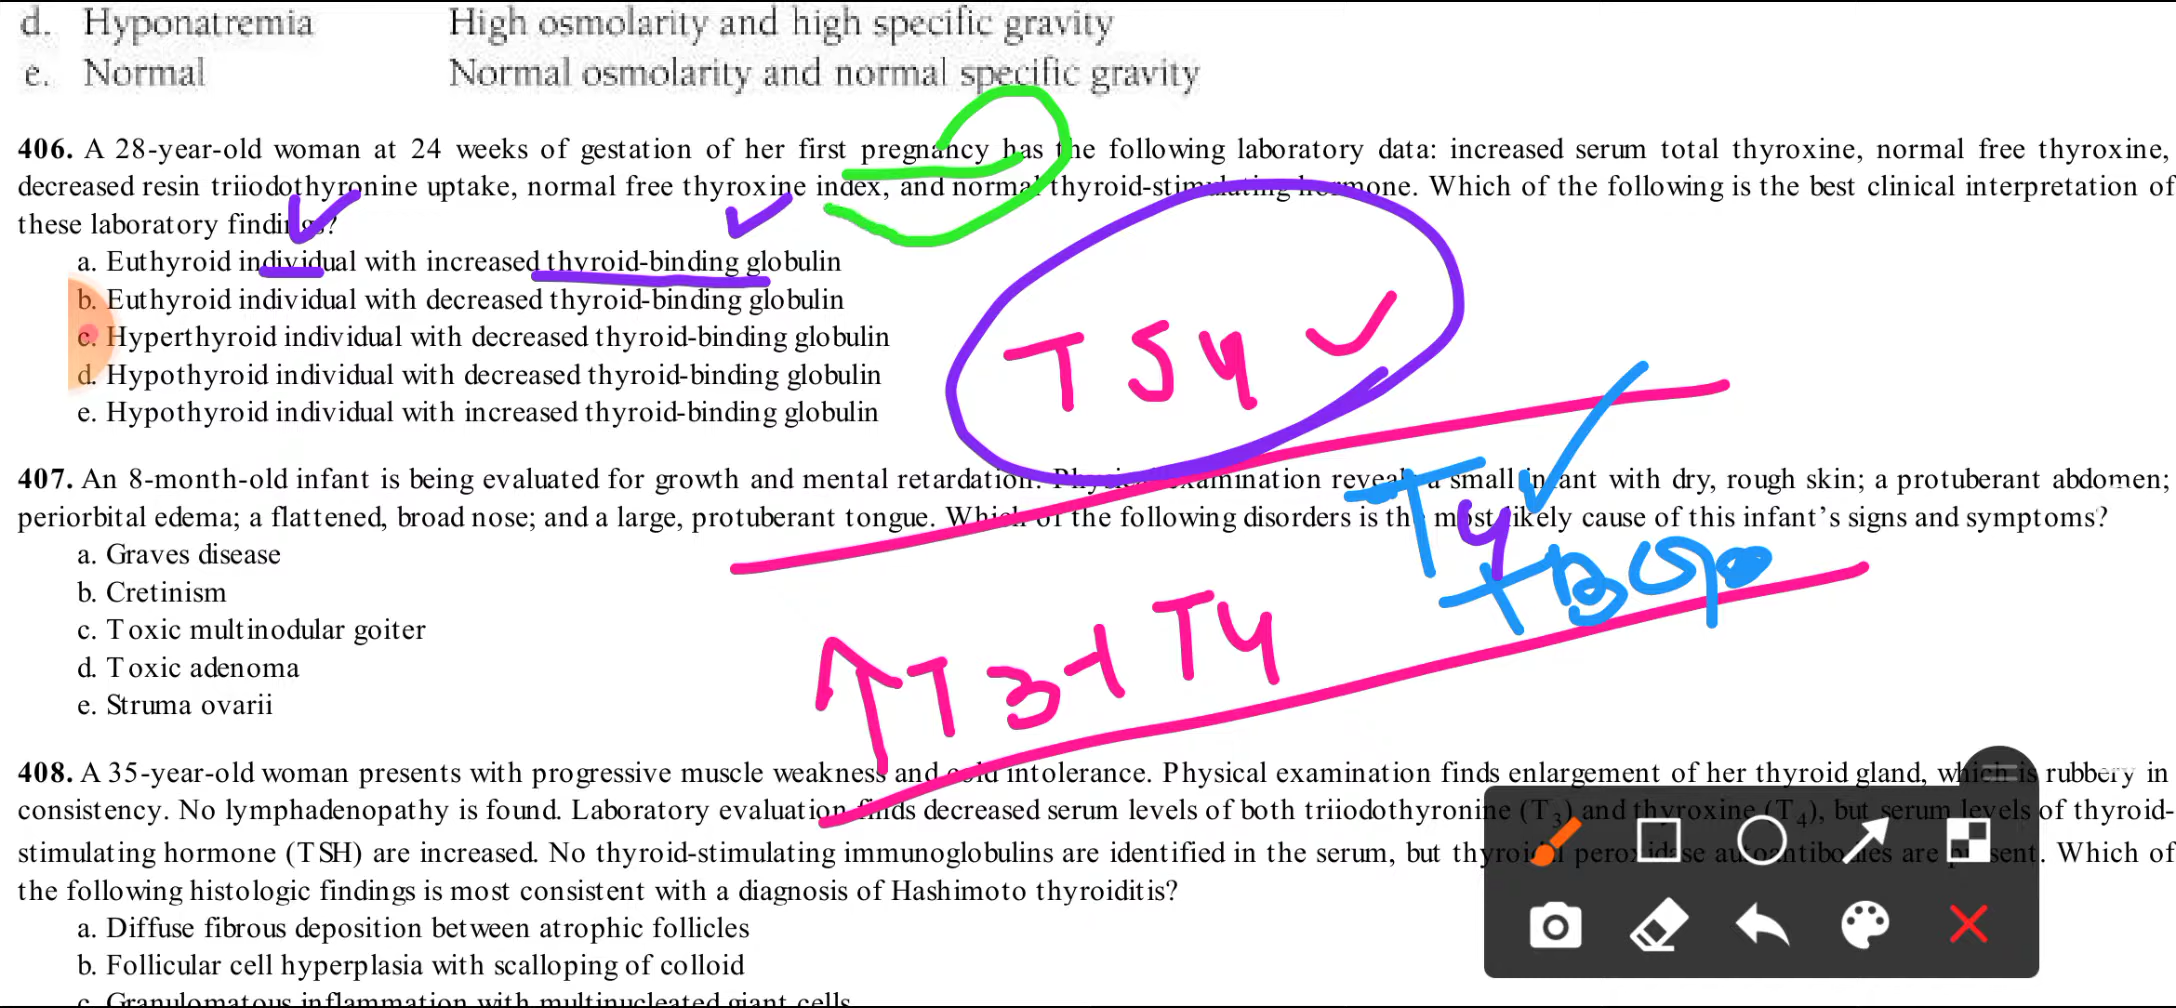 d. Hyponatremia High osmolarity and high specific gravity
e. Normal Normal osmolarity and normal specific gravity
406. A 28-year-old woman at 24 weeks of gestation of her first pregnancy has the following laboratory data: increased serum total thyroxine, normal free thyroxine,
decreased resin triiodothyronine uptake, normal free thyroxine index, and normal thyroid-stimulating hormone. Which of the following is the best clinical interpretation of
these laboratory findings?
a. Euthyroid individual with increased thyroid-binding globulin
b. Euthyroid individual with decreased thyroid-binding globulin
c. Hyperthyroid individual with decreased thyroid-binding globulin
d. Hypothyroid individual with decreased thyroid-binding globulin
e. Hypothyroid individual with increased thyroid-binding globulin
407. An 8-month-old infant is being evaluated for growth and mental retardation. Physical examination reveals a small infant with dry, rough skin; a protuberant abdomen;
periorbital edema; a flattened, broad nose; and a large, protuberant tongue. Which of the following disorders is the most likely cause of this infant's signs and symptoms?
T4
a. Graves disease
b. Cretinism
c. Toxic multinodular goiter
d. Toxic adenoma
e. Struma ovarii
↑T3+T4
408. A 35-year-old woman presents with progressive muscle weakness and cold intolerance. Physical examination finds enlargement of her thyroid gland, which is rubbery in
consistency. No lymphadenopathy is found. Laboratory evaluation finds decreased serum levels of both triiodothyronine (T3) and thyroxine (T4), but serum levels of thyroid-
stimulating hormone (TSH) are increased. No thyroid-stimulating immunoglobulins are identified in the serum, but thyroid peroxidase autoantibodies are present. Which of
the following histologic findings is most consistent with a diagnosis of Hashimoto thyroiditis?
a. Diffuse fibrous deposition between atrophic follicles
b. Follicular cell hyperplasia with scalloping of colloid
c. Granulomatous inflammation with multinucleated giant cells